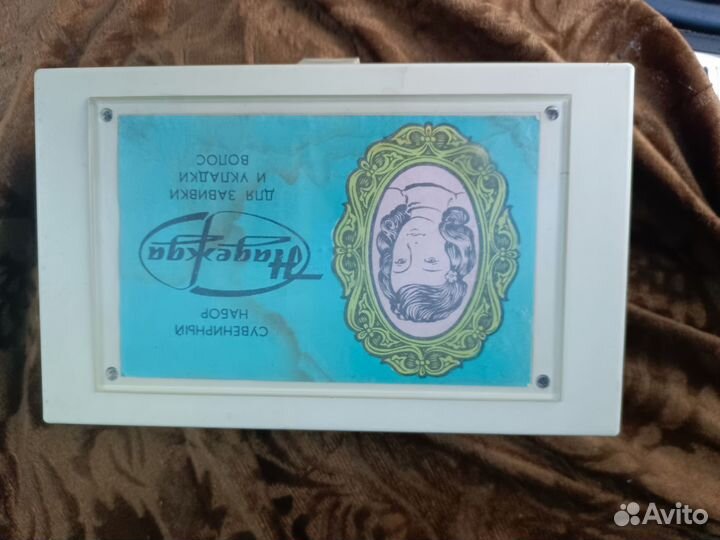 СУВЕНИРНЫЙ
НАБОР
Надежда
ДЛЯ ЗАВИВКИ
И УКЛАДКИ
ВОЛОС
Avito